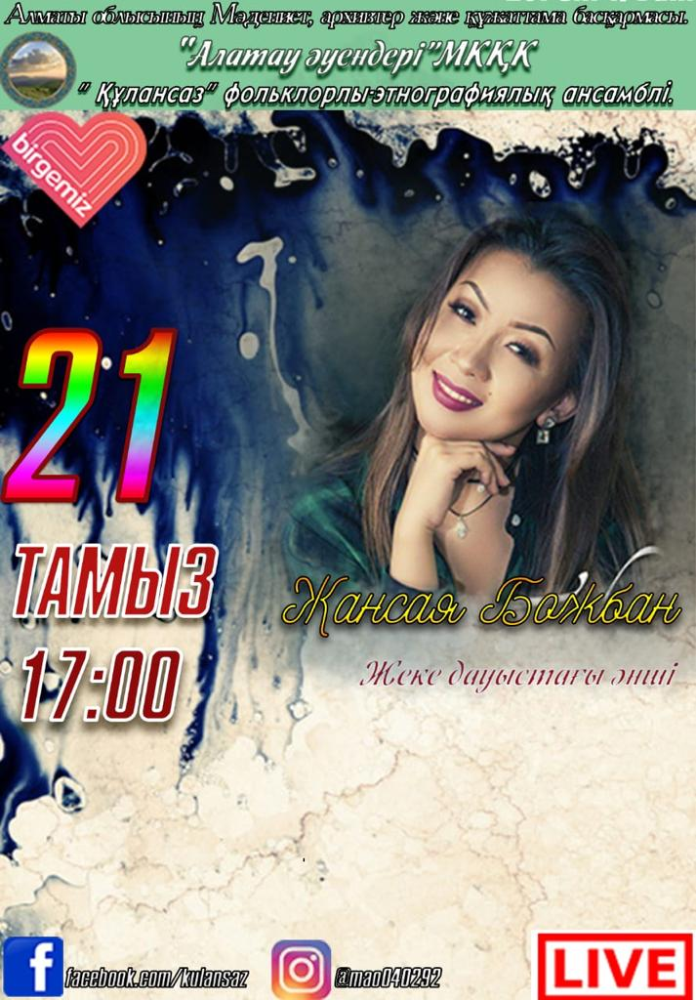 Алматы облысының Мәдениет, архивтер және құжаттама басқармасы.
"Алатау әуендері" МКҚК
" Құлансаз" фольклорлы-этнографиялық ансамблі.
birgemiz
21
ТАМЫЗ
17:00
Жансая Божбан
Жеке дауыстағы әнші
facebook.com/kulansaz
@mao040292
LIVE